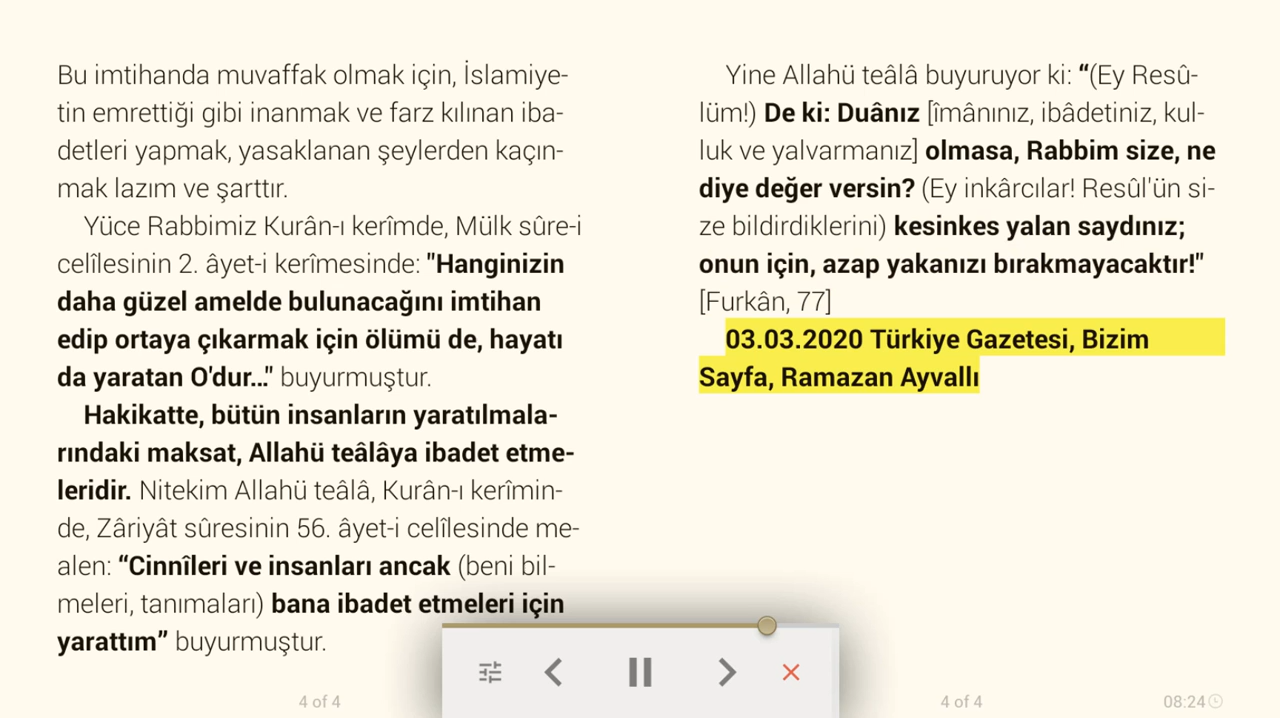 Bu imtihanda muvaffak olmak için, İslamiye-
tin emrettiği gibi inanmak ve farz kılınan iba-
detleri yapmak, yasaklanan şeylerden kaçın-
mak lazım ve şarttır.
Yüce Rabbimiz Kurân-ı kerîmde, Mülk sûre-i
celîlesinin 2. âyet-i kerîmesinde: "Hanginizin
daha güzel amelde bulunacağını imtihan
edip ortaya çıkarmak için ölümü de, hayatı
da yaratan O'dur..." buyurmuştur.
Hakikatte, bütün insanların yaratılmala-
rındaki maksat, Allahü teâlâya ibadet etme-
leridir. Nitekim Allahü teâlâ, Kurân-ı kerîmin-
de, Zâriyât sûresinin 56. âyet-i celîlesinde me-
alen: “Cinnîleri ve insanları ancak (beni bil-
meleri, tanımaları) bana ibadet etmeleri için
yarattım” buyurmuştur.
4 of 4
Yine Allahü teâlâ buyuruyor ki: “(Ey Resû-
lüm!) De ki: Duânız [îmânınız, ibâdetiniz, kul-
luk ve yalvarmanız] olmasa, Rabbim size, ne
diye değer versin? (Ey inkârcılar! Resûl'ün si-
ze bildirdiklerini) kesinkes yalan saydınız;
onun için, azap yakanızı bırakmayacaktır!"
[Furkân, 77]
03.03.2020 Türkiye Gazetesi, Bizim
Sayfa, Ramazan Ayvallı
4 of 4
08:24